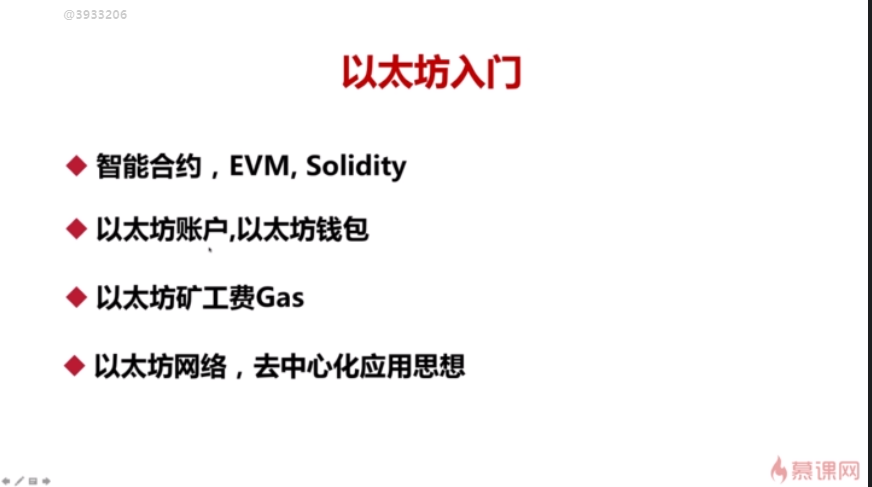 @3933206
以太坊入门
智能合约，EVM, Solidity
以太坊账户,以太坊钱包
以太坊矿工费Gas
以太坊网络，去中心化应用思想
慕课网